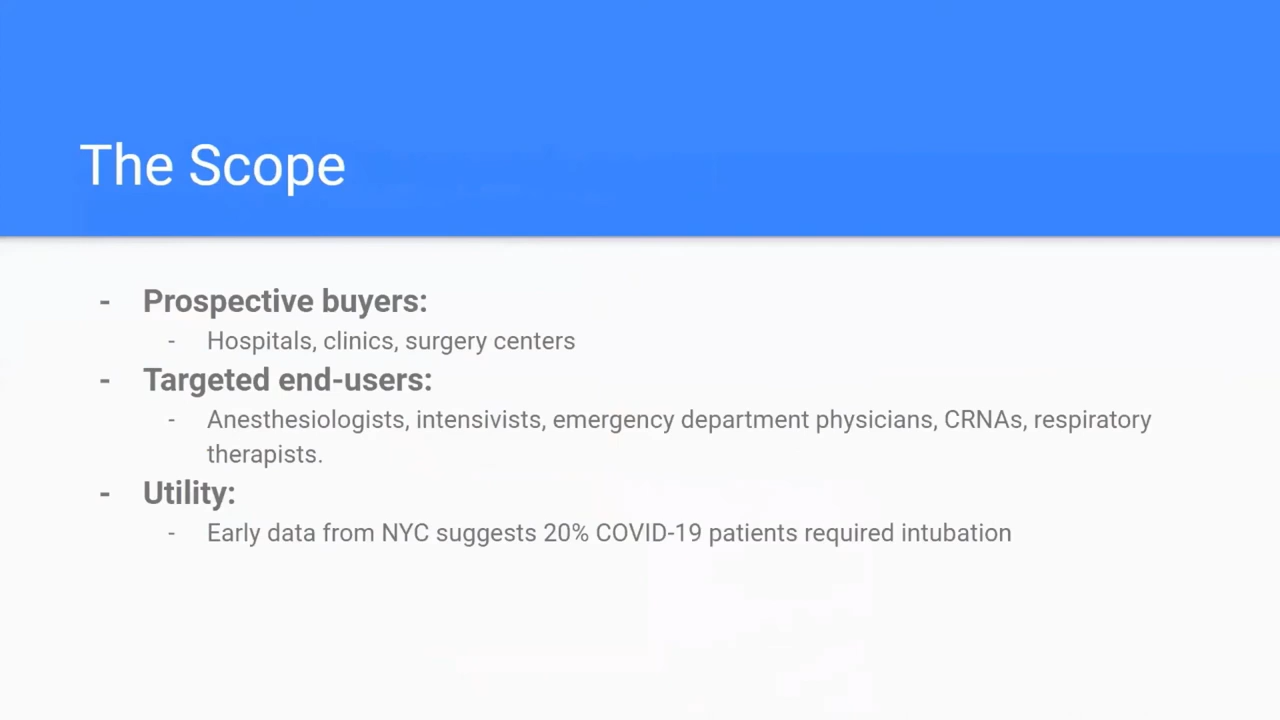 The Scope
- Prospective buyers:
- Hospitals, clinics, surgery centers
- Targeted end-users:
- Anesthesiologists, intensivists, emergency department physicians, CRNAs, respiratory
therapists.
- Utility:
- Early data from NYC suggests 20% COVID-19 patients required intubation